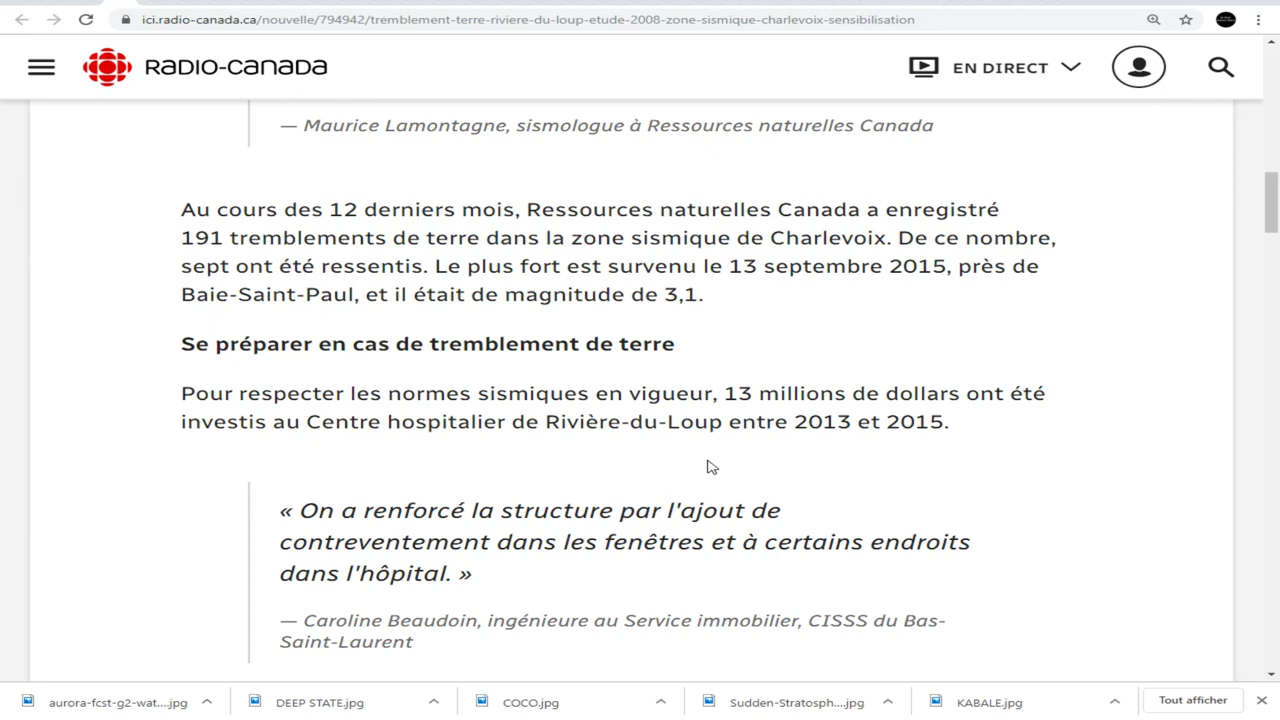 ici.radio-canada.ca/nouvelle/794942/tremblement-terre-riviere-du-loup-etude-2008-zone-sismique-charlevoix-sensibilisation
RADIO-CANADA
EN DIRECT
— Maurice Lamontagne, sismologue à Ressources naturelles Canada
Au cours des 12 derniers mois, Ressources naturelles Canada a enregistré
191 tremblements de terre dans la zone sismique de Charlevoix. De ce nombre,
sept ont été ressentis. Le plus fort est survenu le 13 septembre 2015, près de
Baie-Saint-Paul, et il était de magnitude de 3,1.
Se préparer en cas de tremblement de terre
Pour respecter les normes sismiques en vigueur, 13 millions de dollars ont été
investis au Centre hospitalier de Rivière-du-Loup entre 2013 et 2015.
« On a renforcé la structure par l'ajout de
contreventement dans les fenêtres et à certains endroits
dans l'hôpital. »
— Caroline Beaudoin, ingénieure au Service immobilier, CISSS du Bas-
Saint-Laurent
aurora-fcst-g2-wat....jpg
DEEP STATE.jpg
COCO.jpg
Sudden-Stratosph....jpg
KABALE.jpg
Tout afficher